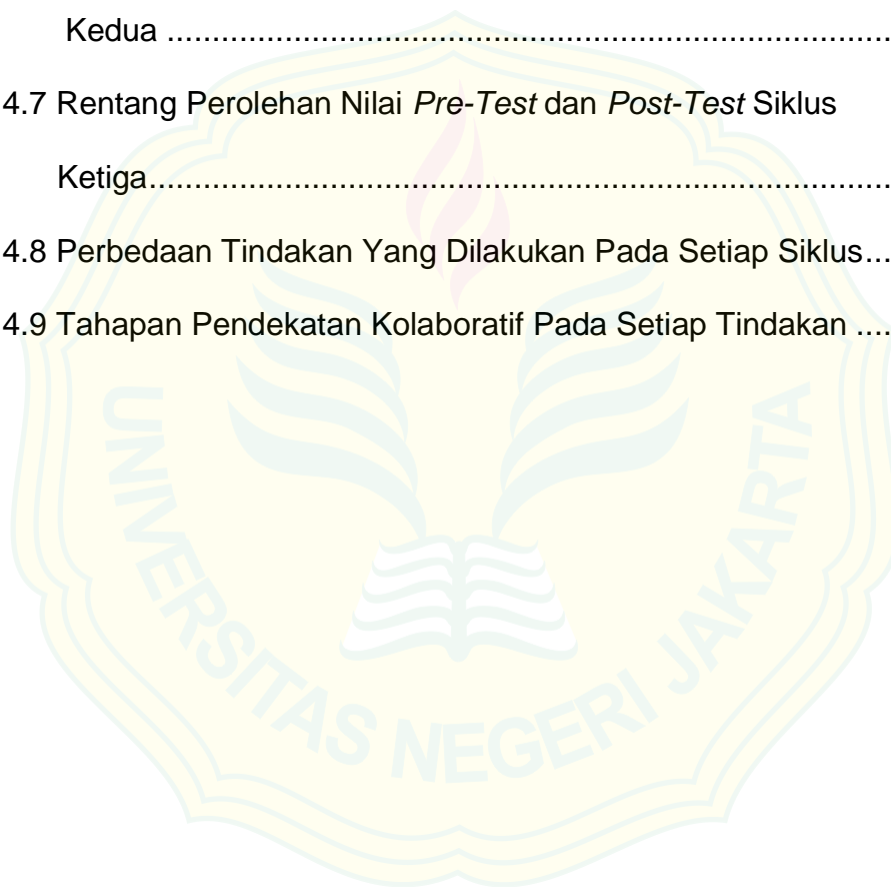 Kedua ................................................................................
4.7 Rentang Perolehan Nilai Pre-Test dan Post-Test Siklus
Ketiga..................................................................................
4.8 Perbedaan Tindakan Yang Dilakukan Pada Setiap Siklus...
4.9 Tahapan Pendekatan Kolaboratif Pada Setiap Tindakan ....
UNIVERSITAS NEGERI JAKARTA